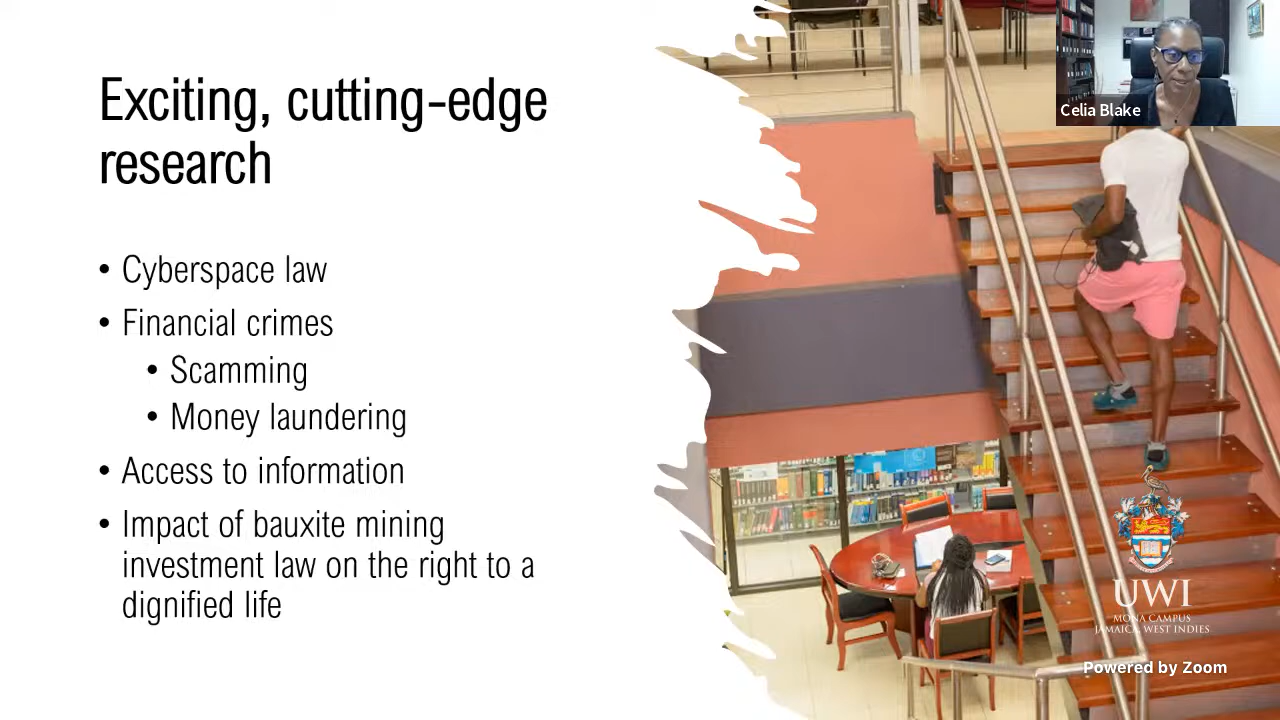 Exciting, cutting-edge
research
• Cyberspace law
• Financial crimes
• Scamming
• Money laundering
• Access to information
• Impact of bauxite mining
investment law on the right to a
dignified life
Celia Blake
UWI
MONA CAMPUS
JAMAICA, WEST INDIES
Powered by Zoom